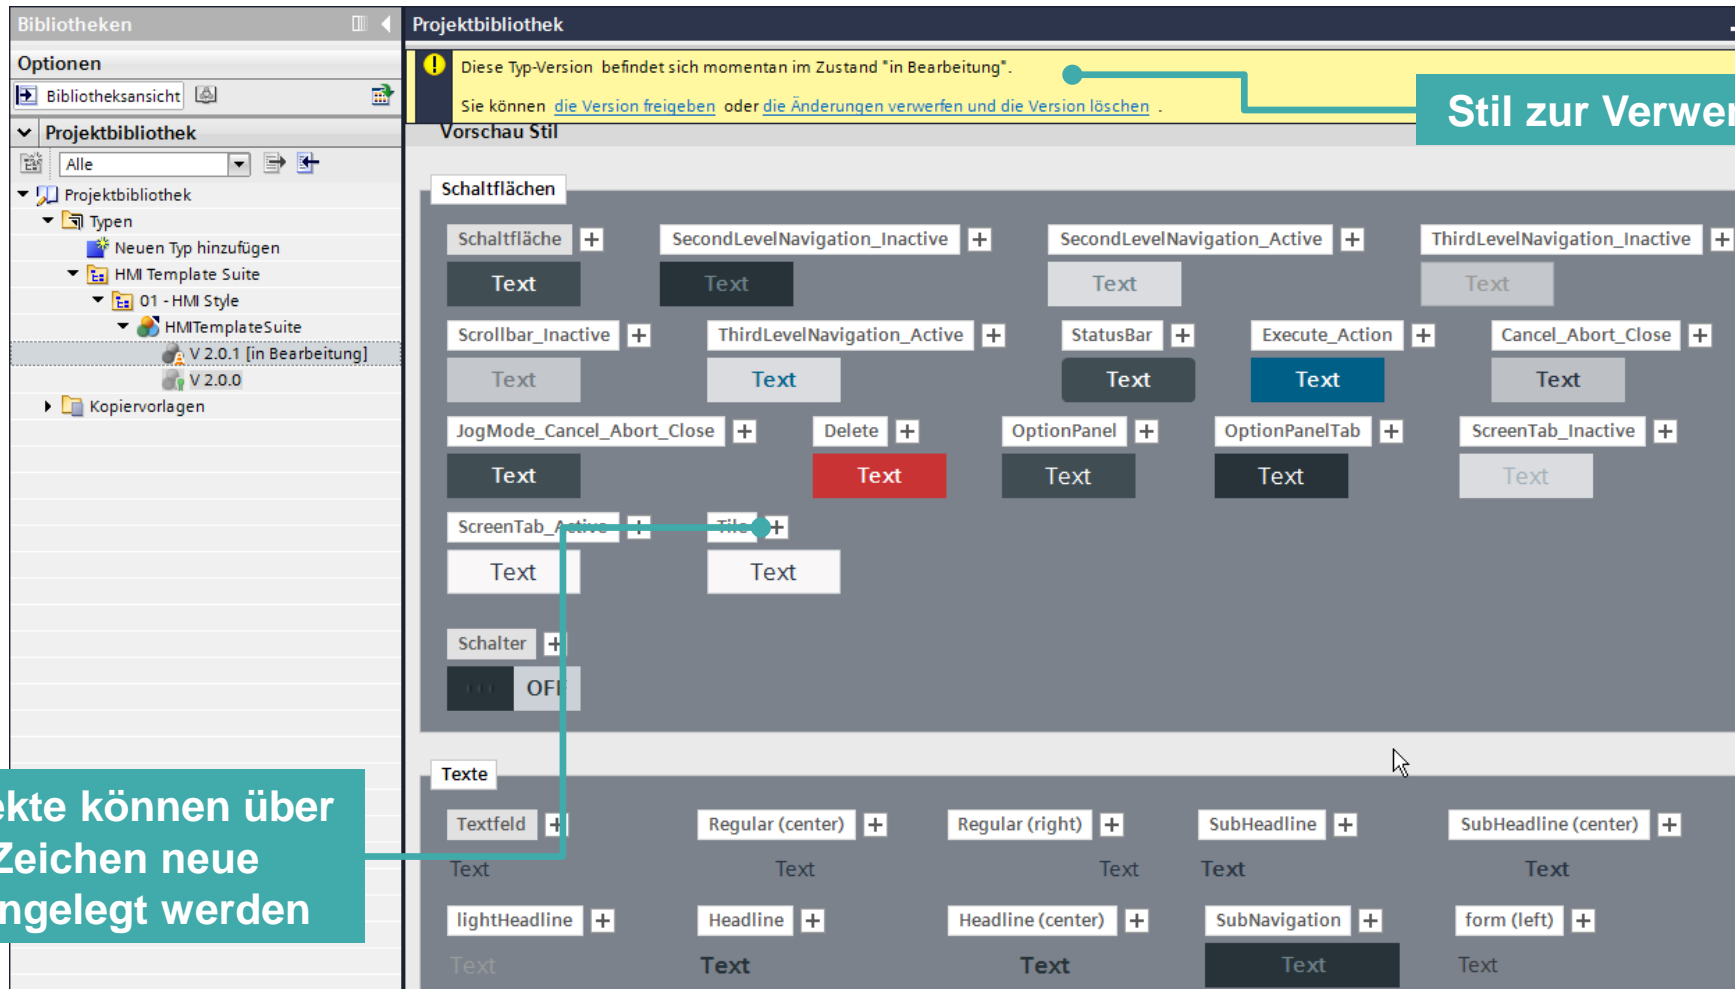 Bibliotheken
Optionen
Bibliotheksansicht
Projektbibliothek
Alle
Projektbibliothek
Typen
Neuen Typ hinzufügen
HMI Template Suite
01 - HMI Style
HMITemplateSuite
V 2.0.1 [in Bearbeitung]
V 2.0.0
Kopiervorlagen
Projektbibliothek
Diese Typ-Version befindet sich momentan im Zustand "in Bearbeitung".
Sie können die Version freigeben oder die Änderungen verwerfen und die Version löschen .
Stil zur Verwer
Vorschau Stil
Schaltflächen
Schaltfläche + SecondLevelNavigation_Inactive + SecondLevelNavigation_Active + ThirdLevelNavigation_Inactive +
Text Text Text Text
Scrollbar_Inactive + ThirdLevelNavigation_Active + StatusBar + Execute_Action + Cancel_Abort_Close +
Text Text Text Text Text
JogMode_Cancel_Abort_Close + Delete + OptionPanel + OptionPanelTab + ScreenTab_Inactive +
Text Text Text Text Text
ScreenTab_Active + Tile +
Text Text
Schalter +
OFF
Texte
Textfeld + Regular (center) + Regular (right) + SubHeadline + SubHeadline (center) +
Text Text Text Text Text
lightHeadline + Headline + Headline (center) + SubNavigation + form (left) +
Text Text Text Text Text
ekte können über
Zeichen neue
ngelegt werden